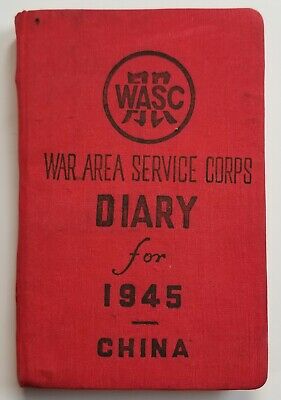 WASC
WAR AREA SERVICE CORPS
DIARY
for
1945
CHINA